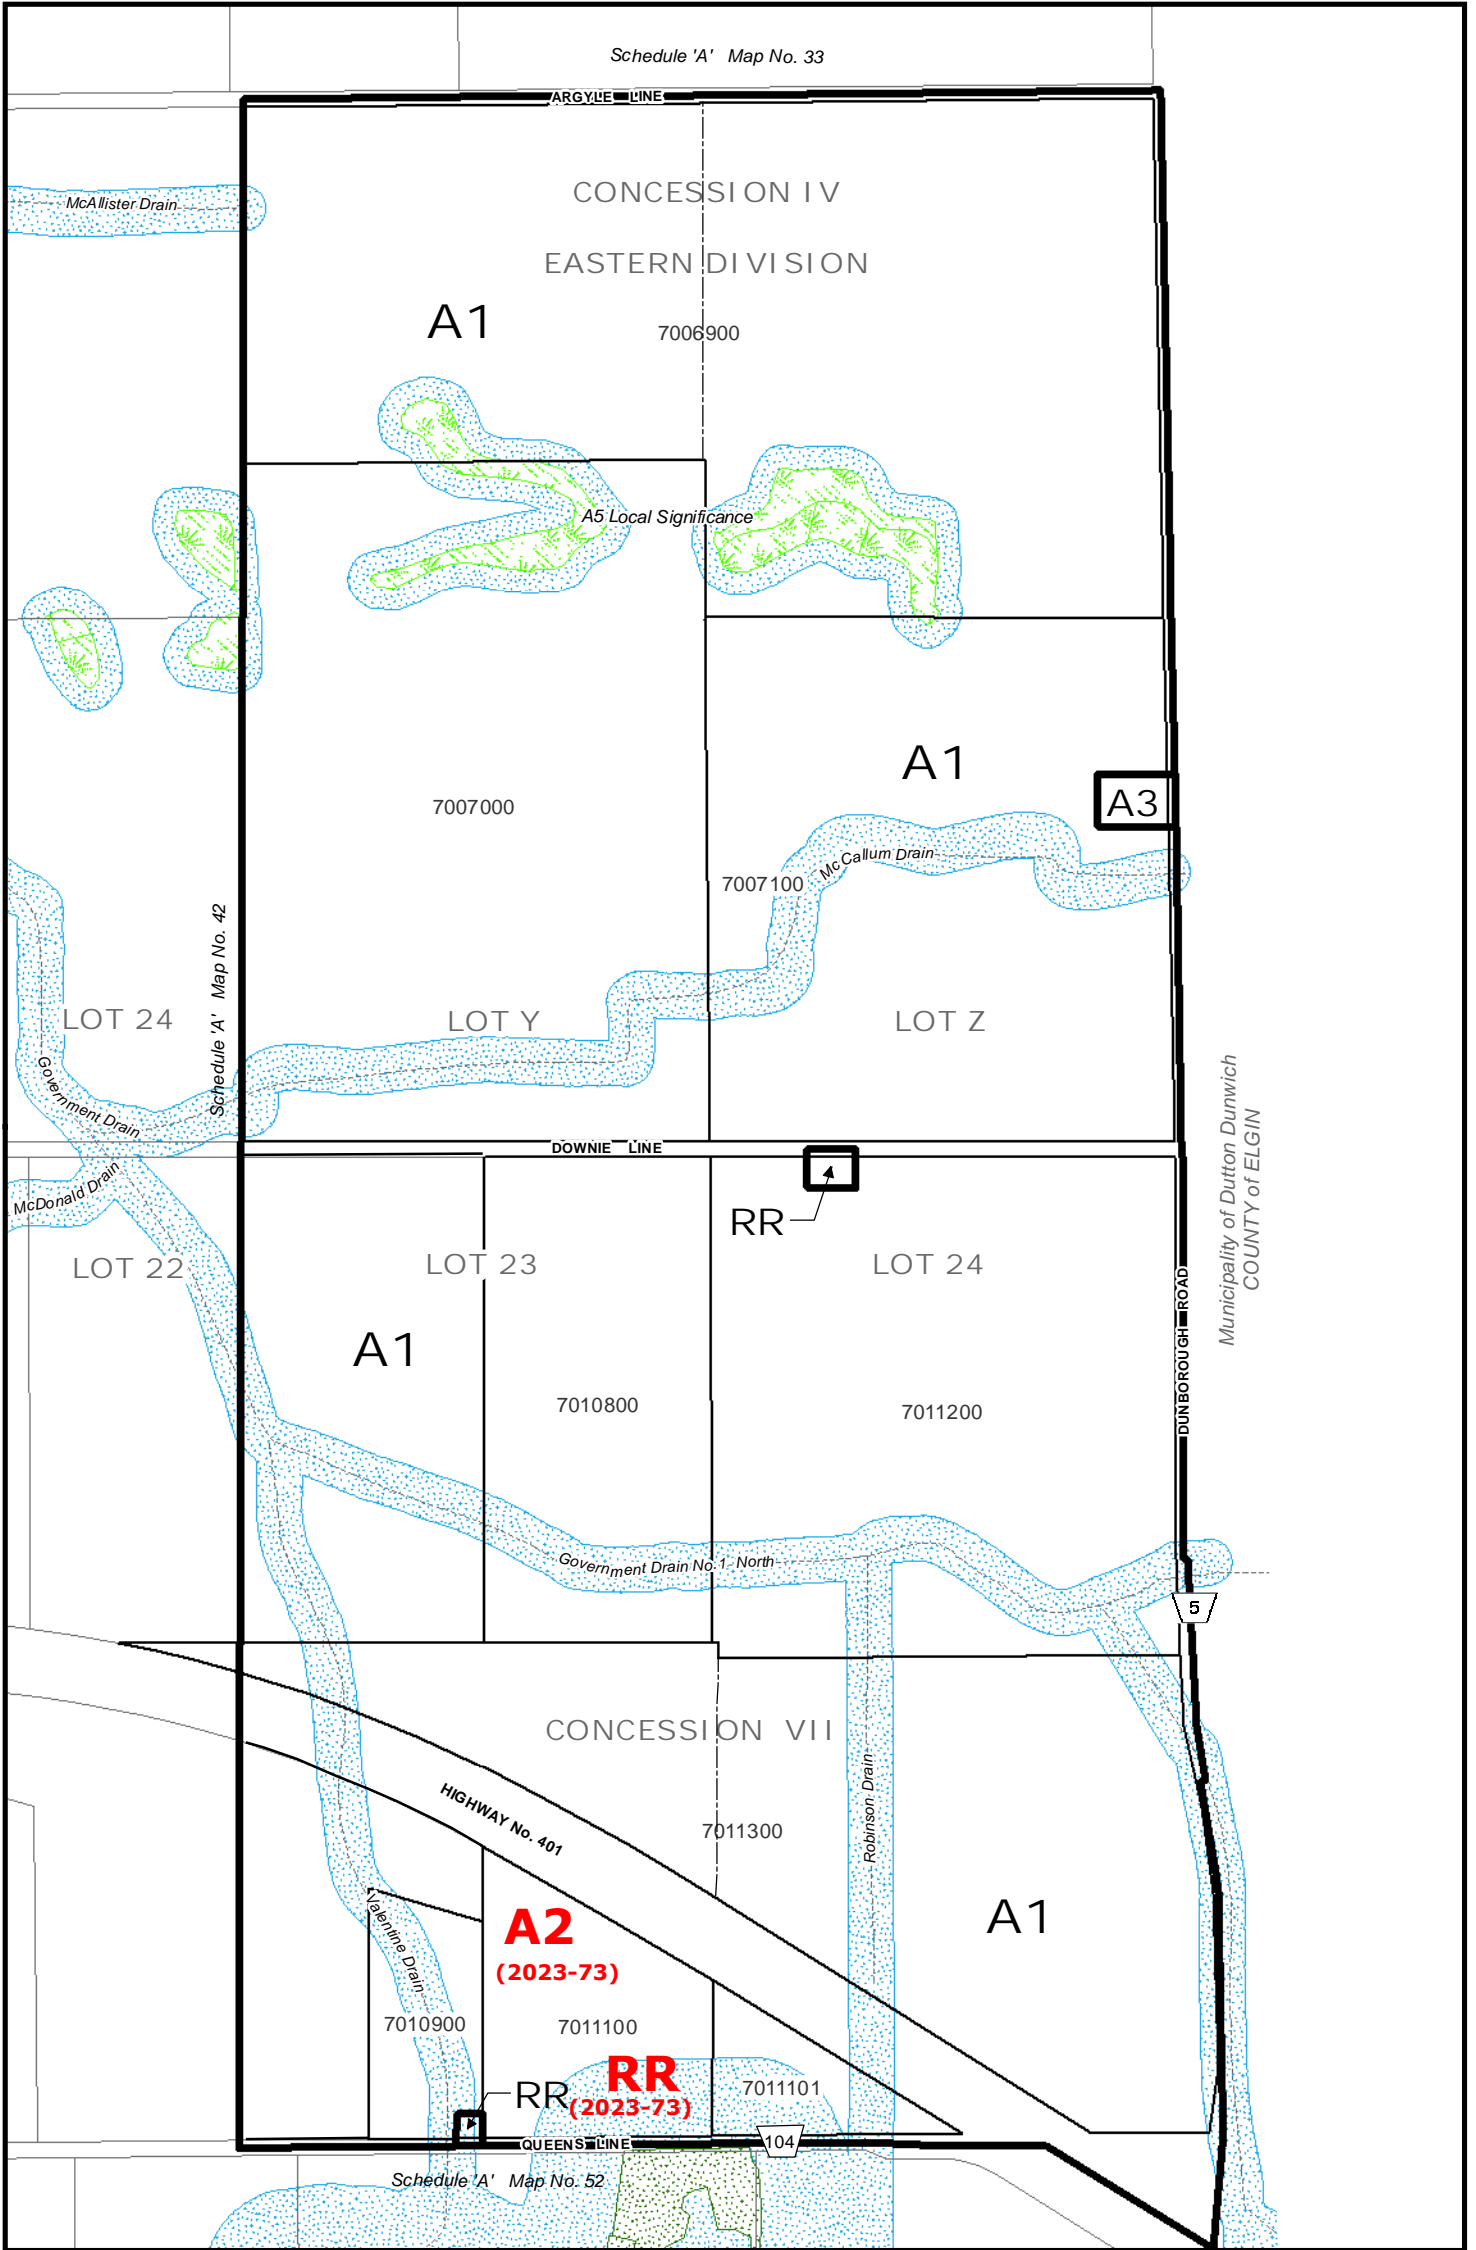 Schedule 'A' Map No. 33
ARGYLE LINE
CONCESSION IV
McAllister Drain
EASTERN DIVISION
A1
7006900
A5 Local Significance
A1
A3
7007000
McCallum Drain
7007100
Schedule 'A' Map No. 42
LOT 24
LOT Y
LOT Z
Government Drain
Municipality of Dutton Dunwich
COUNTY of ELGIN
DOWNIE LINE
McDonald Drain
RR
LOT 22
LOT 23
LOT 24
DUNBOROUGH ROAD
A1
7010800
7011200
Government Drain No.1 North
5
CONCESSION VII
HIGHWAY No. 401
7011300
Robinson Drain
A1
A2
(2023-73)
Valentine Drain
7010900
7011100
RR
(2023-73)
7011101
RR
QUEENS LINE
104
Schedule 'A' Map No. 52